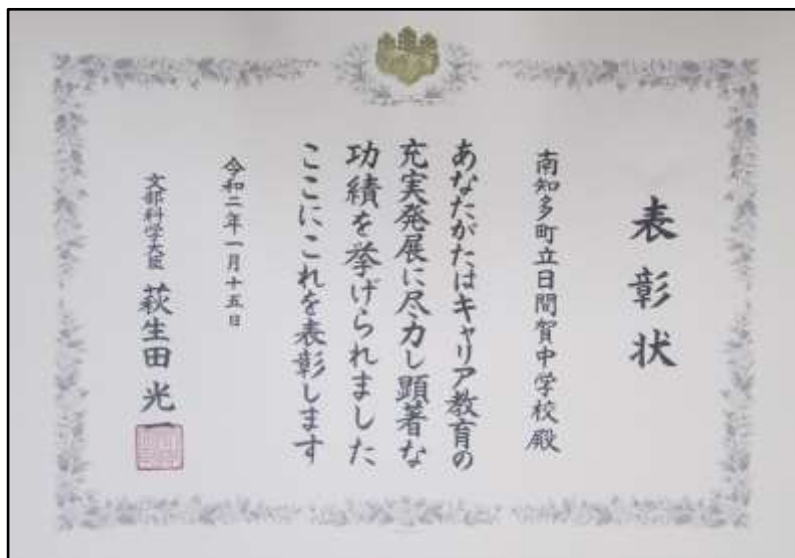 表彰状
南知多町立日間賀中学校殿
あなたがたはキャリア教育の
充実発展に尽力し顕著な
功績を挙げられました
ここにこれを表彰します
令和二年一月十五日
文部科学大臣 萩生田光一